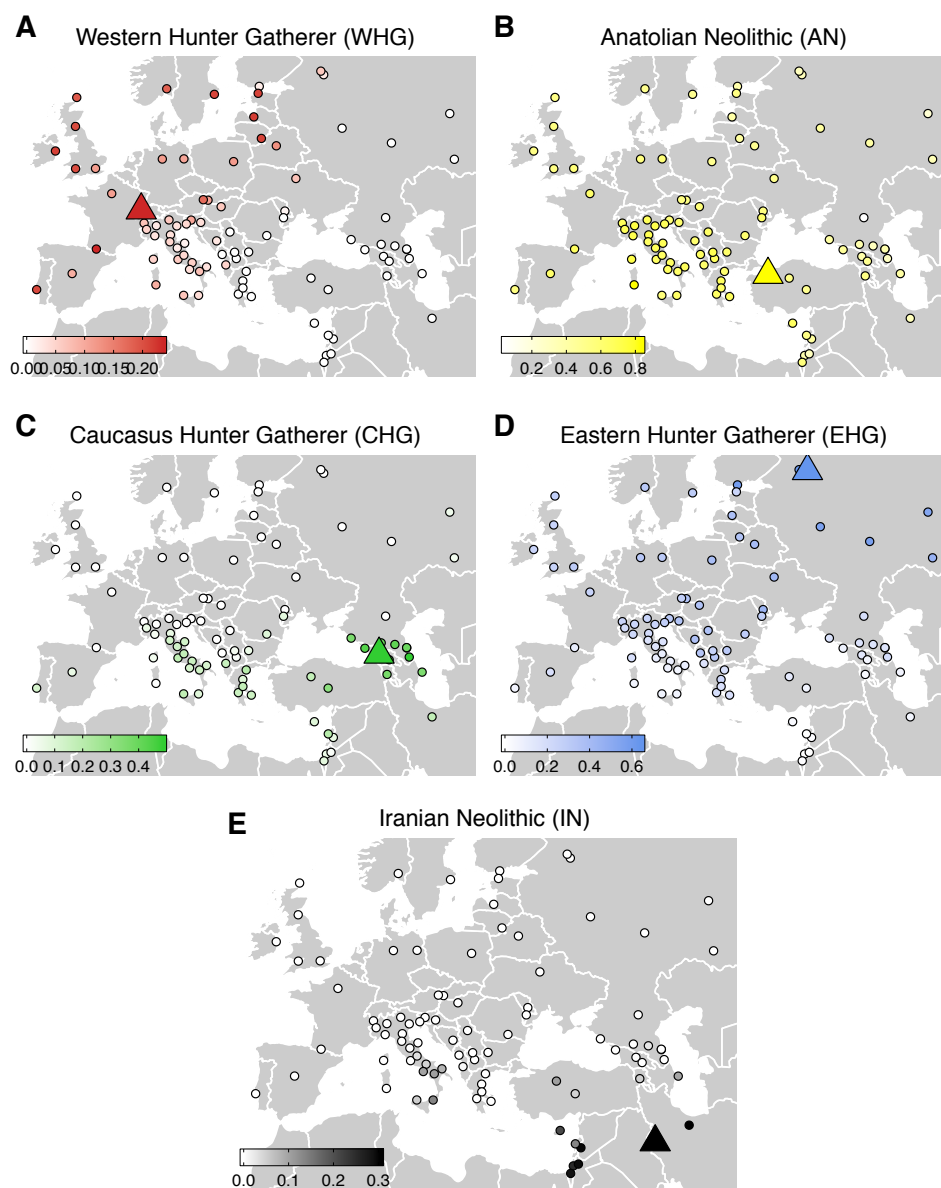 A
Western Hunter Gatherer (WHG)
0.00 0.05 0.10 0.15 0.20
B
Anatolian Neolithic (AN)
0.2 0.4 0.6 0.8
C
Caucasus Hunter Gatherer (CHG)
0.0 0.1 0.2 0.3 0.4
D
Eastern Hunter Gatherer (EHG)
0.0 0.2 0.4 0.6
E
Iranian Neolithic (IN)
0.0 0.1 0.2 0.3